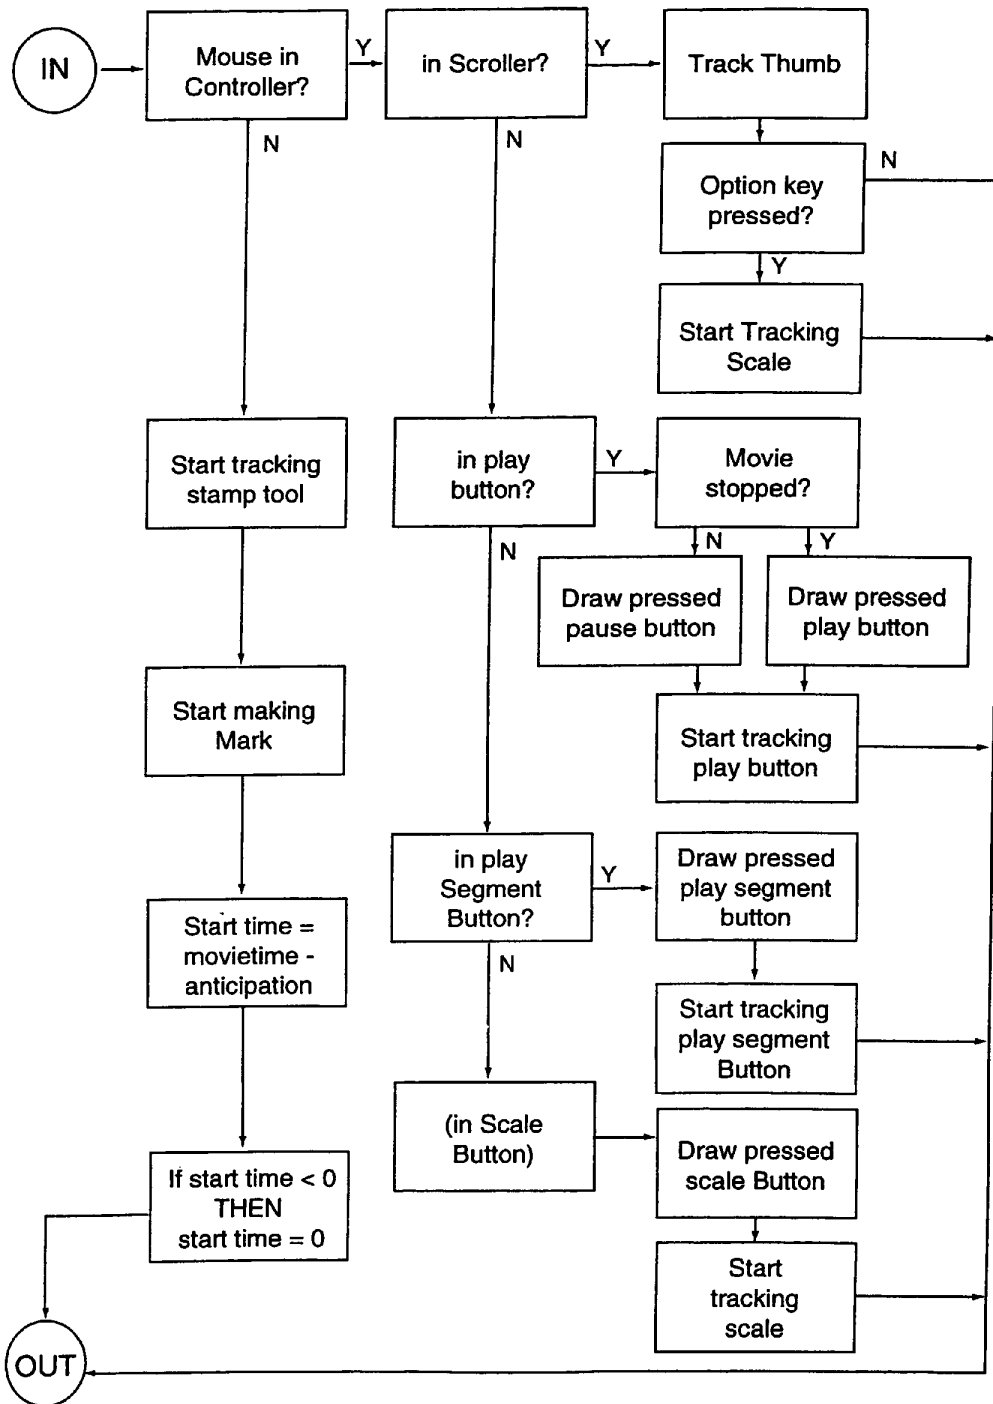 IN
Mouse in
Controller?
Y
in Scroller?
Y
Track Thumb
N
N
Option key
pressed?
N
Y
Start Tracking
Scale
Start tracking
stamp tool
in play
button?
Y
Movie
stopped?
N
N
Y
Draw pressed
pause button
Draw pressed
play button
Start making
Mark
Start tracking
play button
in play
Segment
Button?
Y
Draw pressed
play segment
button
Start time =
movietime -
anticipation
N
Start tracking
play segment
Button
(in Scale
Button)
Draw pressed
scale Button
If start time < 0
THEN
start time = 0
Start
tracking
scale
OUT